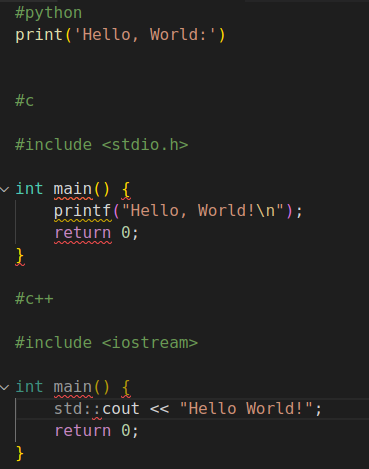 #python
print('Hello, World:')
#c
#include <stdio.h>
int main() {
    printf("Hello, World!\n");
    return 0;
}
#c++
#include <iostream>
int main() {
    std::cout << "Hello World!";
    return 0;
}